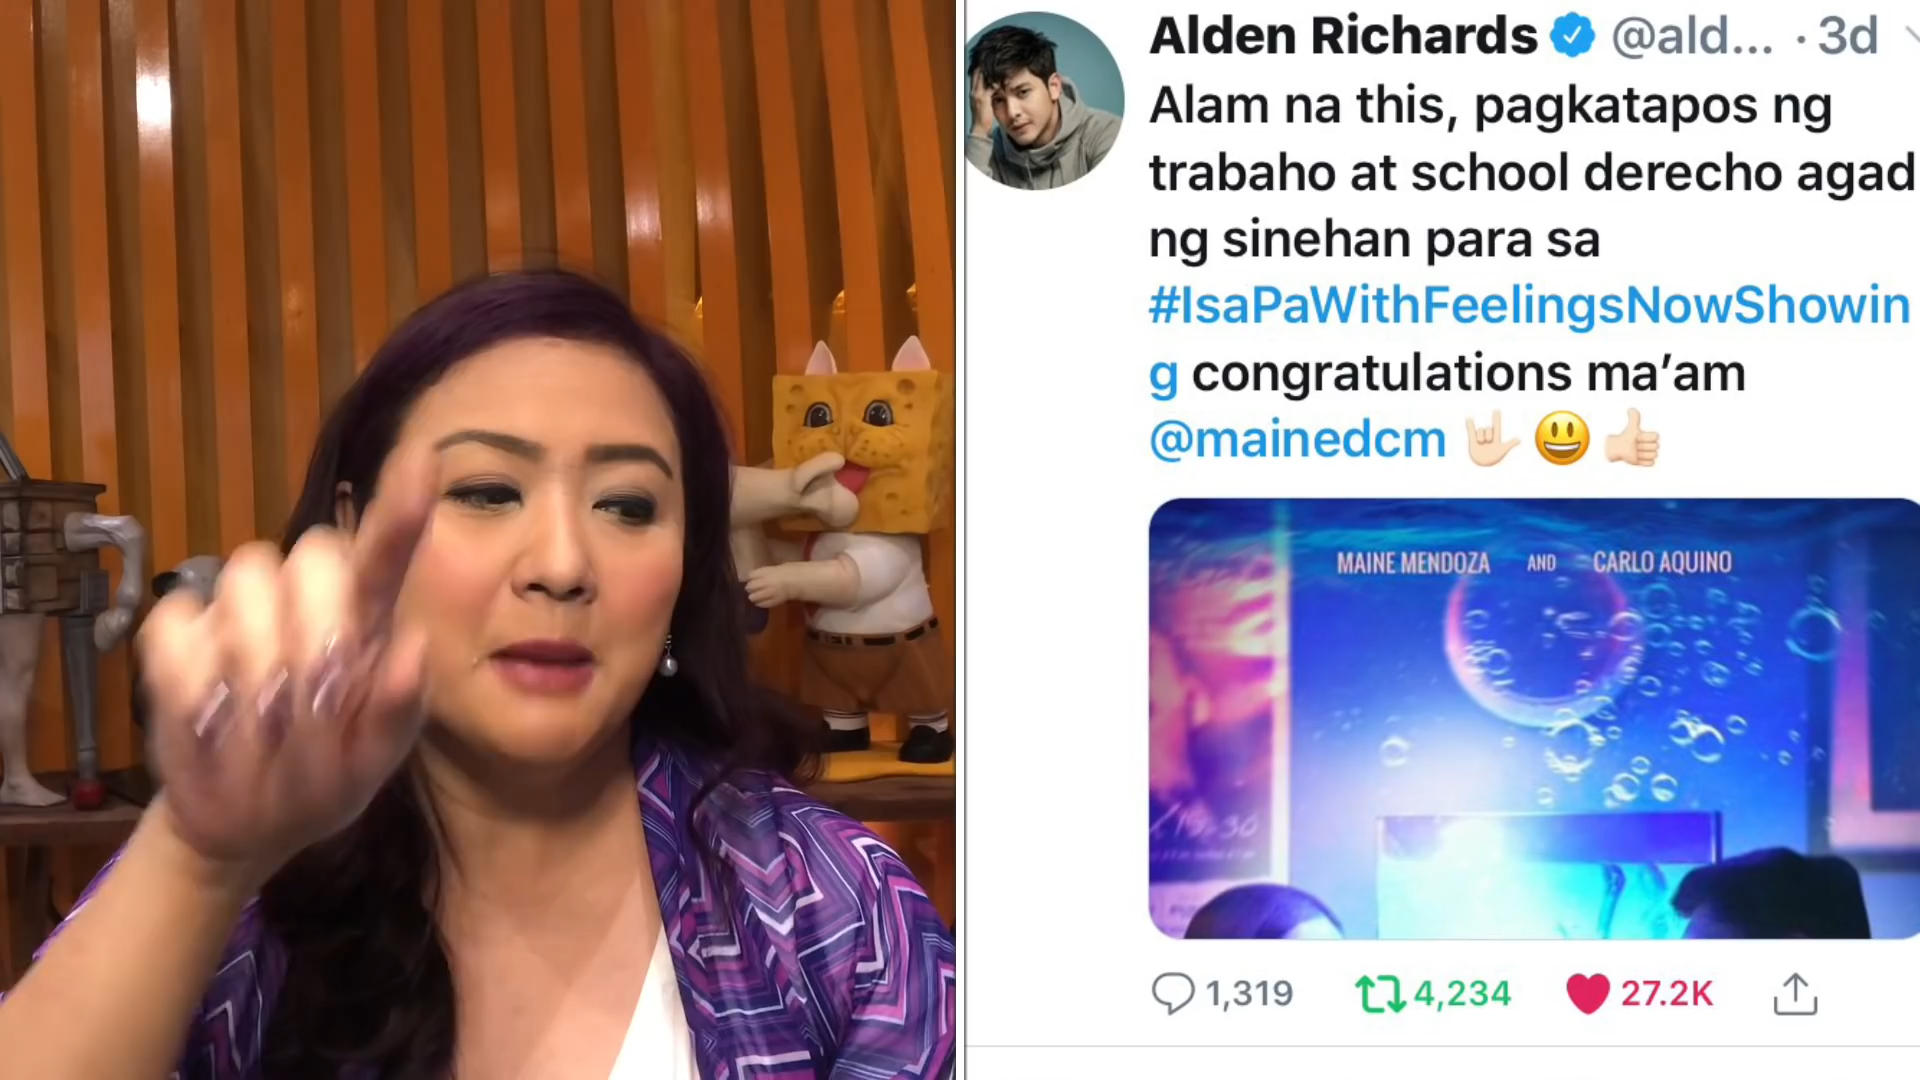 Alden Richards @ald... · 3d
Alam na this, pagkatapos ng
trabaho at school derecho agad
ng sinehan para sa
#IsaPaWithFeelingsNowShowin
g congratulations ma’am
@mainedcm 🤟🏻😃👍🏻
MAINE MENDOZA AND CARLO AQUINO
1,319 4,234 27.2K